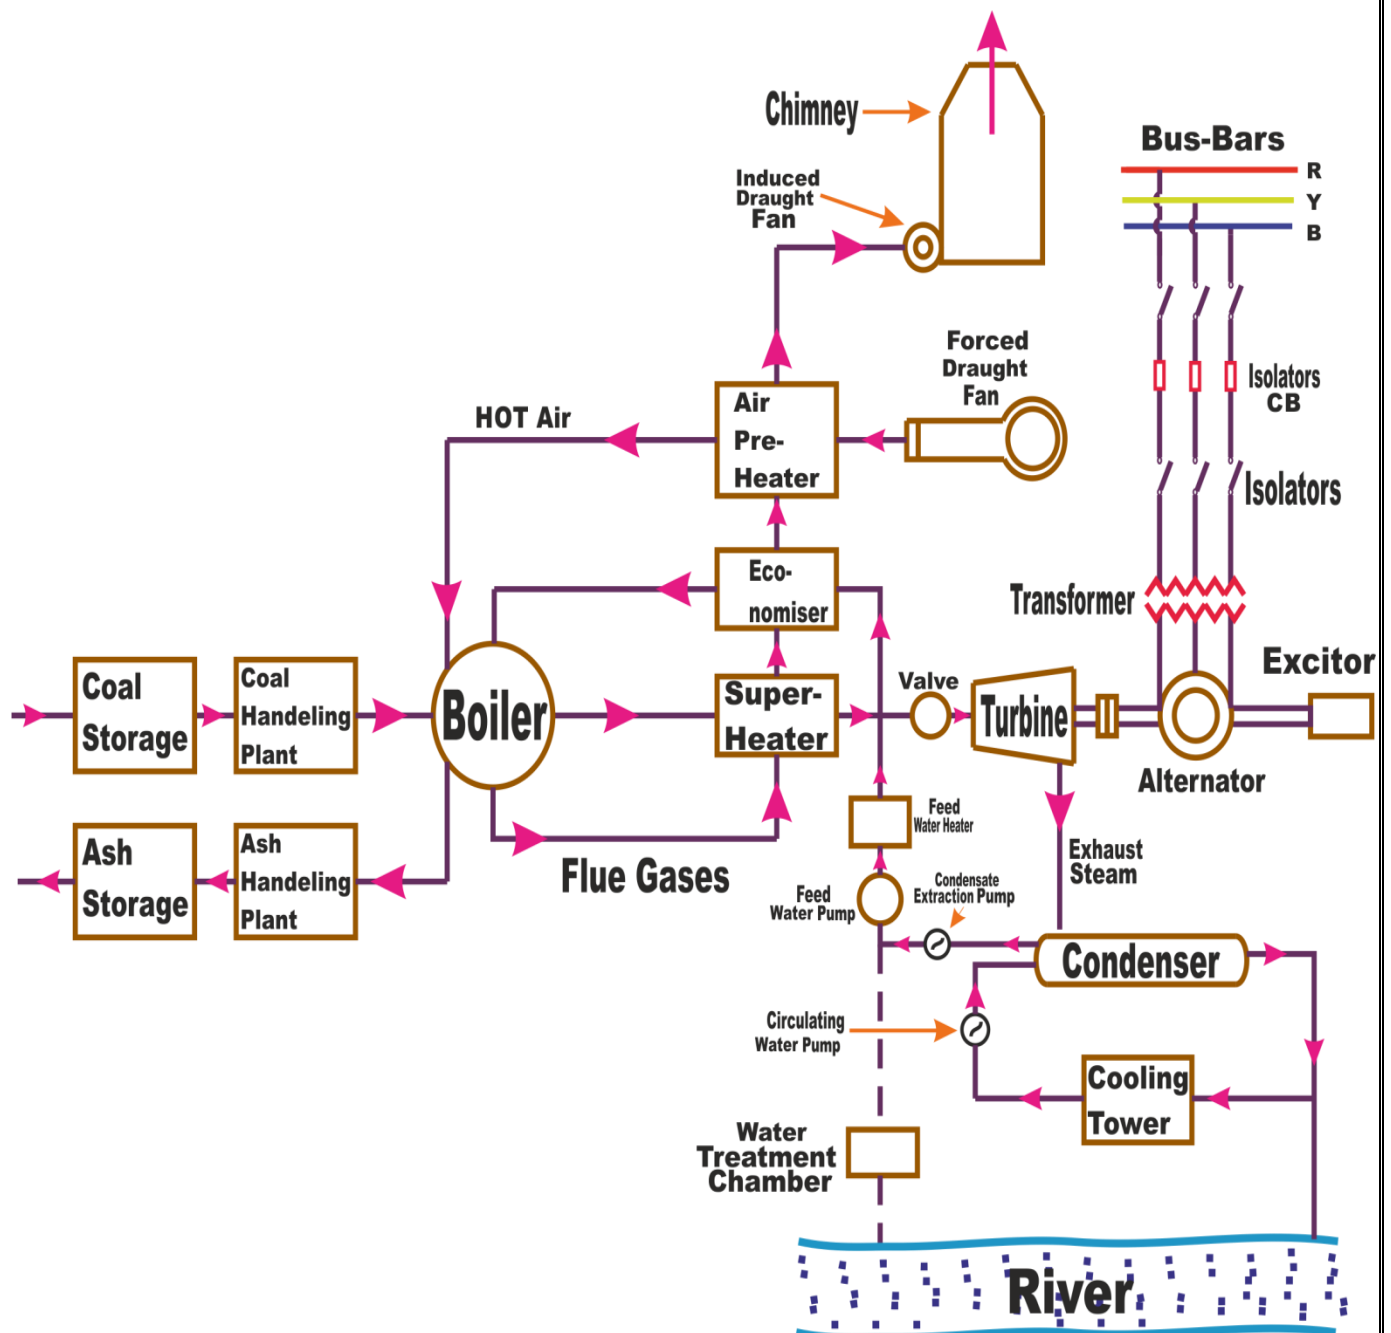 Chimney
Bus-Bars
R
Induced
Draught
Fan
Y
B
Forced
Draught
Fan
Isolators
CB
HOT Air
Air
Pre-
Heater
Isolators
Eco-
nomiser
Transformer
Excitor
Coal
Storage
Coal
Handeling
Plant
Boiler
Super-
Heater
Valve
Turbine
Alternator
Feed
Water Heater
Ash
Storage
Ash
Handeling
Plant
Flue Gases
Exhaust
Steam
Feed
Water Pump
Condensate
Extraction Pump
Condenser
Circulating
Water Pump
Cooling
Tower
Water
Treatment
Chamber
River